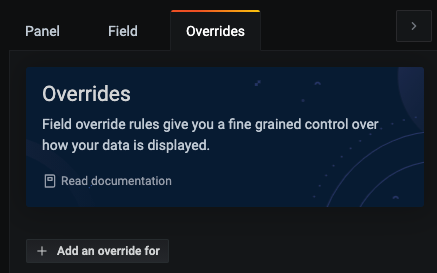 Panel Field Overrides
Overrides
Field override rules give you a fine grained control over
how your data is displayed.
Read documentation
Add an override for